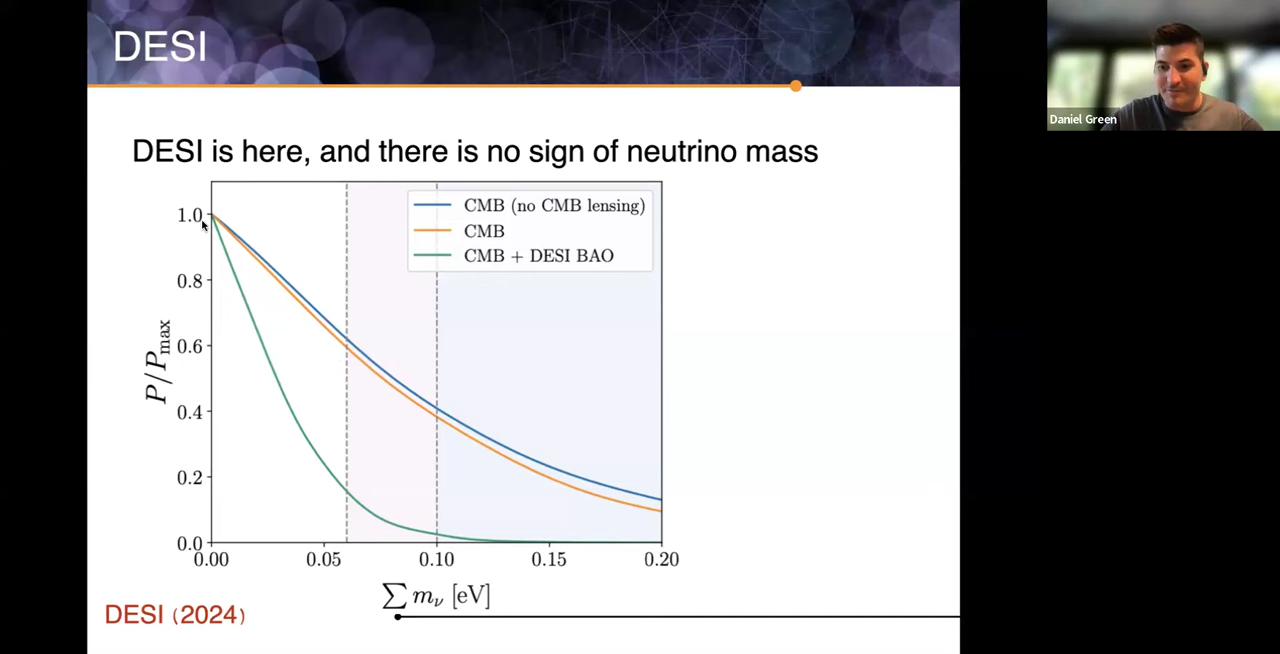 DESI
Daniel Green
DESI is here, and there is no sign of neutrino mass
CMB (no CMB lensing)
CMB
CMB + DESI BAO
P/Pmax
1.0
0.8
0.6
0.4
0.2
0.0
0.00 0.05 0.10 0.15 0.20
∑ mν [eV]
DESI (2024)